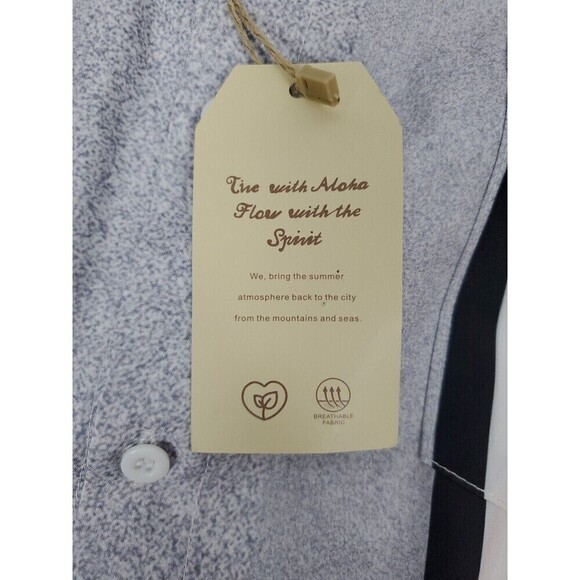 Live with Aloha
Flow with the
Spirit
We, bring the summer
atmosphere back to the city
from the mountains and seas.
BREATHABLE
FABRIC